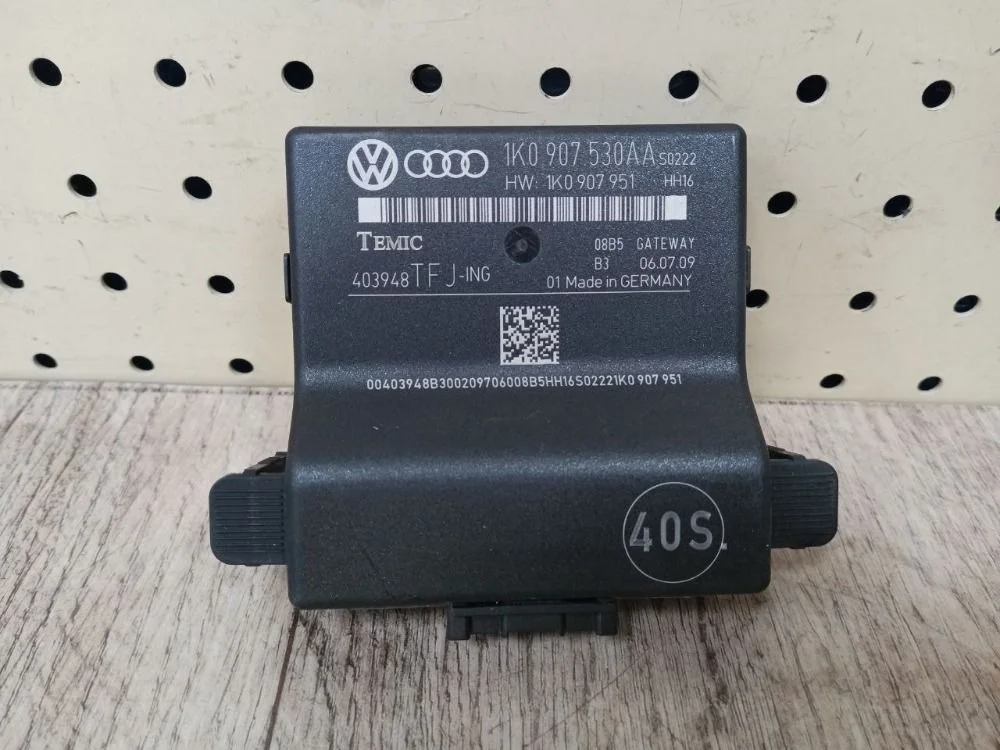 1K0 907 530AA S0222
HW: 1K0 907 951 HH16
TEMIC
08B5 GATEWAY
B3 06.07.09
403948TFJ-ING
01 Made in GERMANY
00403948B300209706008B5HH16S02221K0 907 951
40S.